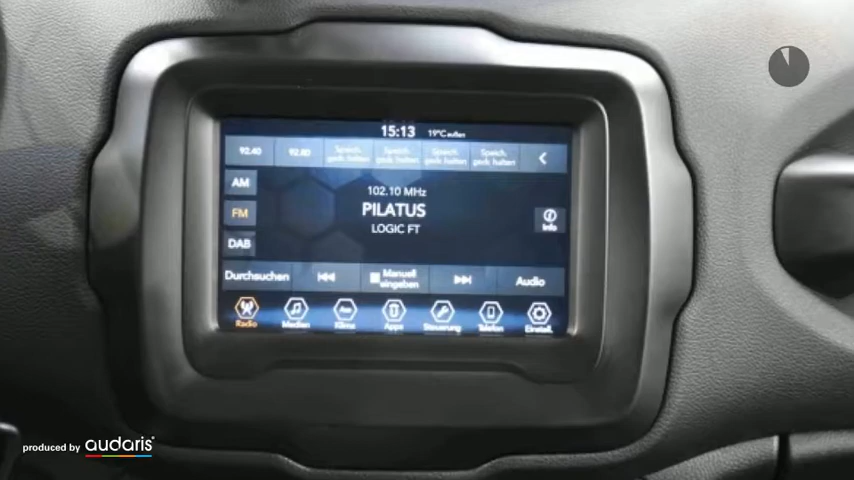 15:13 19°C außen
92.40 92.80 Speich. gedr. halten Speich. gedr. halten Speich. gedr. halten Speich. gedr. halten
AM
102.10 MHz
FM PILATUS
Info
LOGIC FT
DAB
Durchsuchen Manuell eingeben Audio
Radio Medien Klima Apps Steuerung Telefon Einstell.
produced by audaris